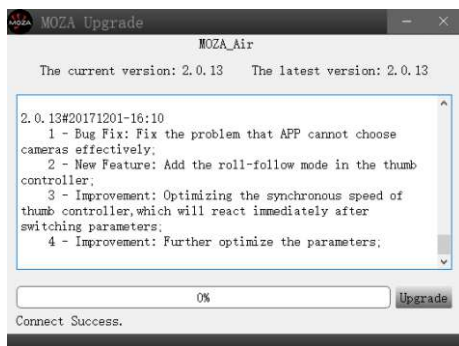 MOZA MOZA Upgrade
MOZA_Air
The current version: 2.0.13 The latest version: 2.0.13
2.0.13#20171201-16:10
1 - Bug Fix: Fix the problem that APP cannot choose
cameras effectively;
2 - New Feature: Add the roll-follow mode in the thumb
controller;
3 - Improvement: Optimizing the synchronous speed of
thumb controller,which will react immediately after
switching parameters;
4 - Improvement: Further optimize the parameters;
0% Upgrade
Connect Success.